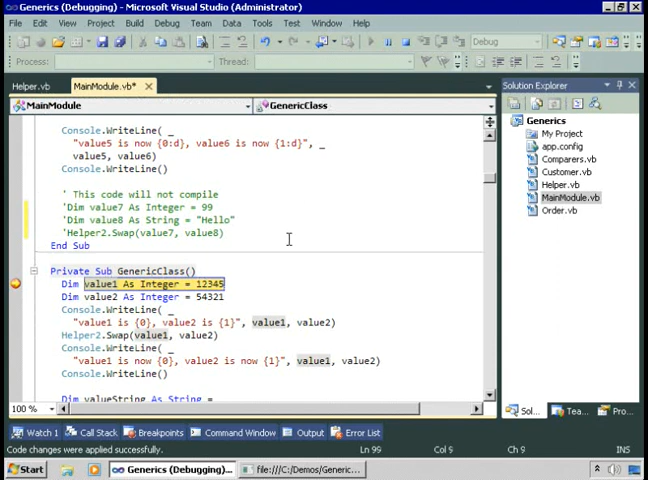 Generics (Debugging) - Microsoft Visual Studio (Administrator)
File Edit View Project Build Debug Team Data Tools Test Window Help
Debug
Process: Thread:
Helper.vb MainModule.vb*
MainModule GenericClass
Console.WriteLine( _
"value5 is now {0:d}, value6 is now {1:d}", _
value5, value6)
Console.WriteLine()
' This code will not compile
'Dim value7 As Integer = 99
'Dim value8 As String = "Hello"
'Helper2.Swap(value7, value8)
End Sub
Private Sub GenericClass()
Dim value1 As Integer = 12345
Dim value2 As Integer = 54321
Console.WriteLine( _
"value1 is {0}, value2 is {1}", value1, value2)
Helper2.Swap(value1, value2)
Console.WriteLine( _
"value1 is now {0}, value2 is now {1}", value1, value2)
Console.WriteLine()
Dim valueString As String =
100 %
Solution Explorer
Generics
My Project
app.config
Comparers.vb
Customer.vb
Helper.vb
MainModule.vb
Order.vb
Sol... Tea... Pro...
Watch 1 Call Stack Breakpoints Command Window Output Error List
Code changes were applied successfully. Ln 99 Col 9 Ch 9 INS
Start Generics (Debugging)... file:///C:/Demos/Generic...